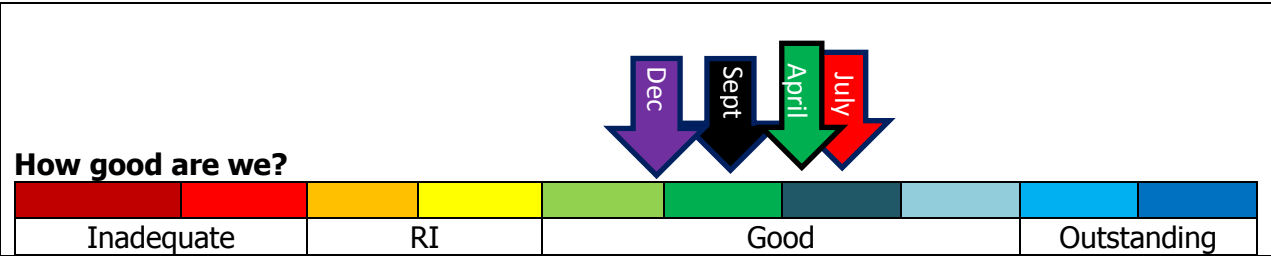 Dec
Sept
April
July
How good are we?
Inadequate
RI
Good
Outstanding